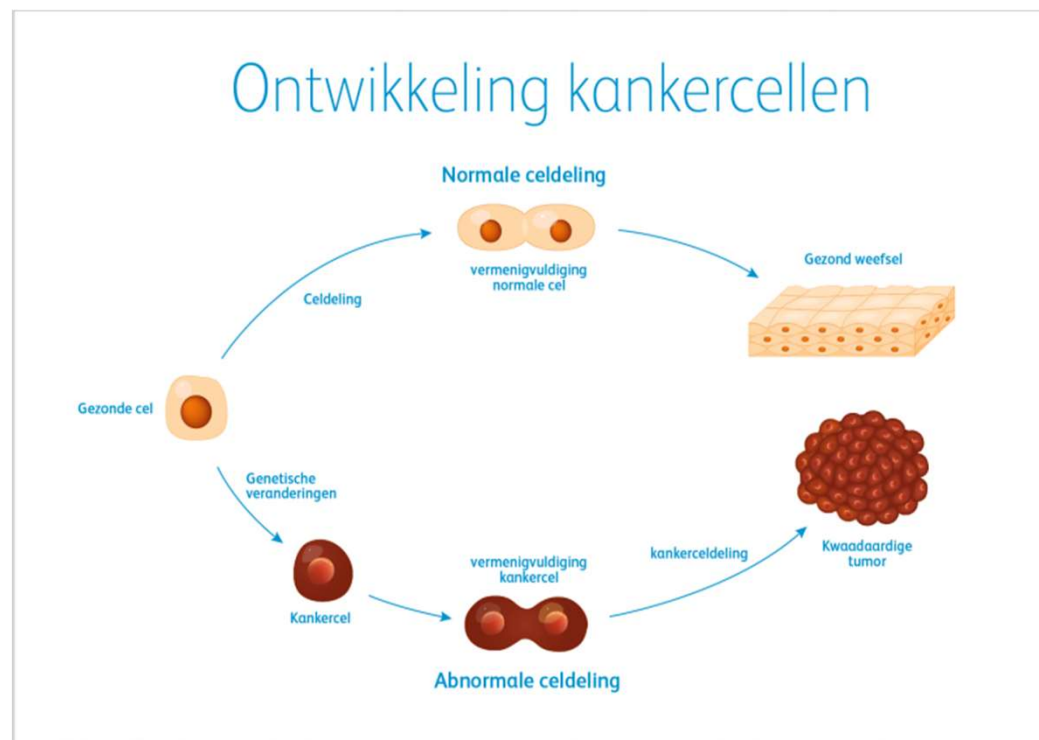 Ontwikkeling kankercellen
Normale celdeling
vermenigvuldiging
normale cel
Celdeling
Gezond weefsel
Gezonde cel
Genetische
veranderingen
Kankercel
vermenigvuldiging
kankercel
Abnormale celdeling
kankerceldeling
Kwaadaardige
tumor